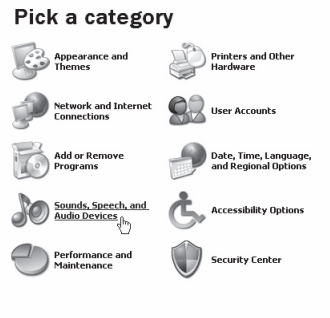 Pick a category
Appearance and
Themes
Printers and Other
Hardware
Network and Internet
Connections
User Accounts
Add or Remove
Programs
Date, Time, Language,
and Regional Options
Sounds, Speech, and
Audio Devices
Accessibility Options
Performance and
Maintenance
Security Center